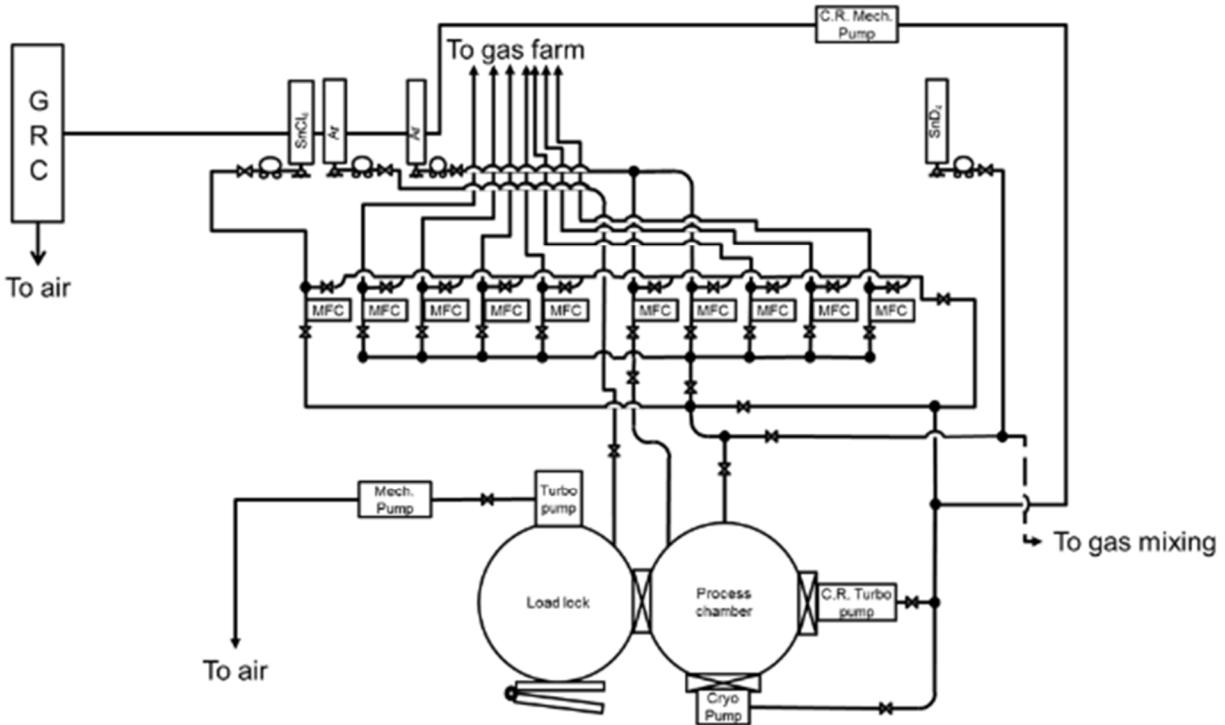 C.R. Mech.
Pump
To gas farm
G
R
C
SnCl₄
Ar
Ar
SnD₄
To air
MFC
MFC
MFC
MFC
MFC
MFC
MFC
MFC
MFC
MFC
Mech.
Pump
Turbo
pump
To gas mixing
Load lock
Process
chamber
C.R. Turbo
pump
To air
Cryo
Pump